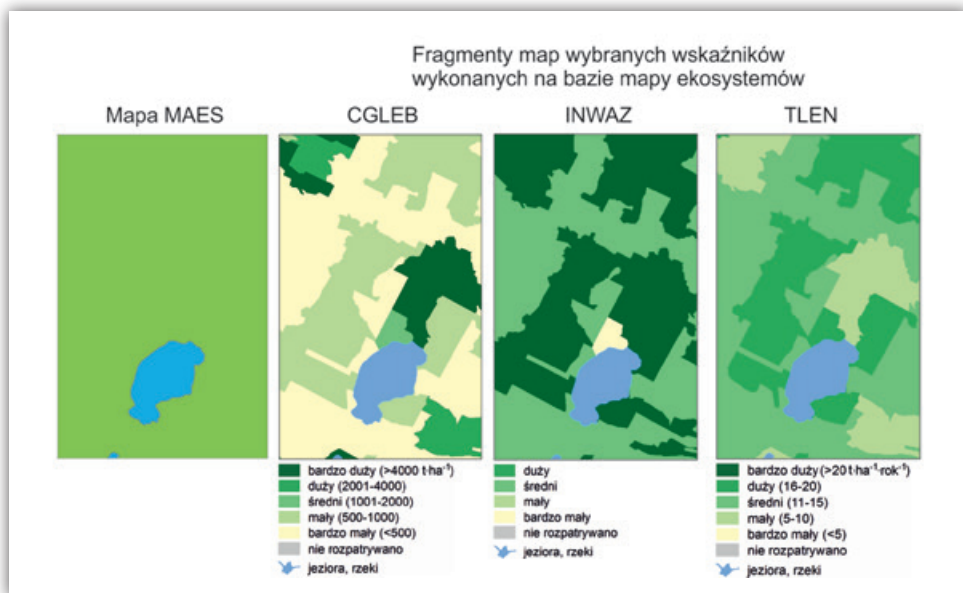 Fragmenty map wybranych wskaźników
wykonanych na bazie mapy ekosystemów
Mapa MAES
CGLEB
INWAZ
TLEN
bardzo duży (>4000 t·ha⁻¹)
duży (2001-4000)
średni (1001-2000)
mały (500-1000)
bardzo mały (<500)
nie rozpatrywano
jeziora, rzeki
duży
średni
mały
bardzo mały
nie rozpatrywano
jeziora, rzeki
bardzo duży (>20 t·ha⁻¹·rok⁻¹)
duży (16-20)
średni (11-15)
mały (5-10)
bardzo mały (<5)
nie rozpatrywano
jeziora, rzeki